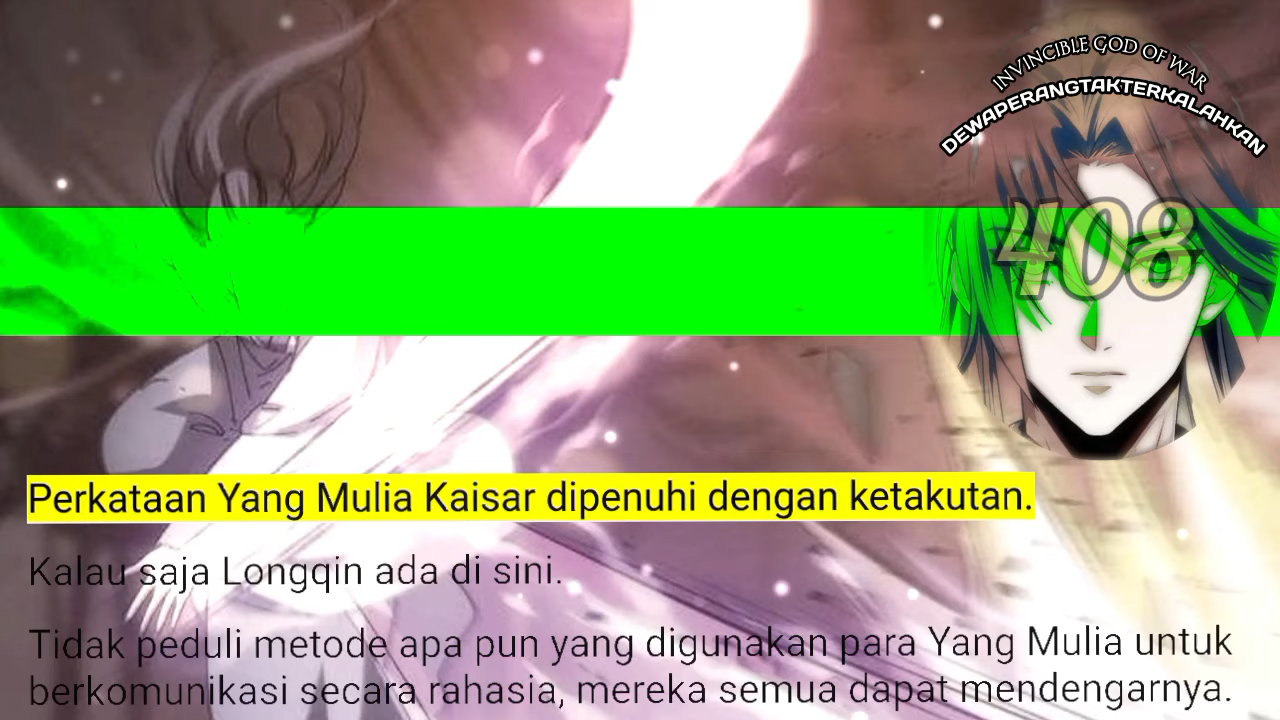 INVINCIBLE GOD OF WAR
DEWAPERANGTAKTERKALAHKAN
408
Perkataan Yang Mulia Kaisar dipenuhi dengan ketakutan.
Kalau saja Longqin ada di sini.
Tidak peduli metode apa pun yang digunakan para Yang Mulia untuk
berkomunikasi secara rahasia, mereka semua dapat mendengarnya.